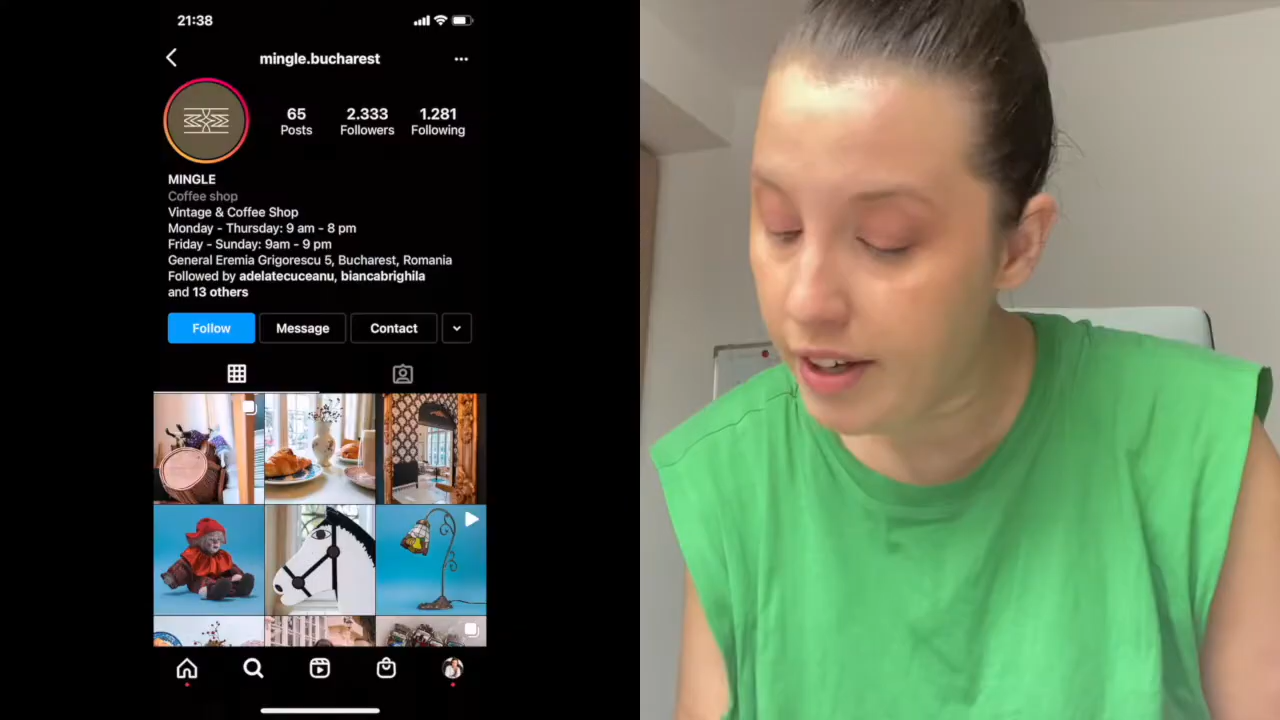 21:38
mingle.bucharest
65
Posts
2.333
Followers
1.281
Following
MINGLE
Coffee shop
Vintage & Coffee Shop
Monday - Thursday: 9 am - 8 pm
Friday - Sunday: 9am - 9 pm
General Eremia Grigorescu 5, Bucharest, Romania
Followed by adelatecuceanu, biancabrighila
and 13 others
Follow
Message
Contact